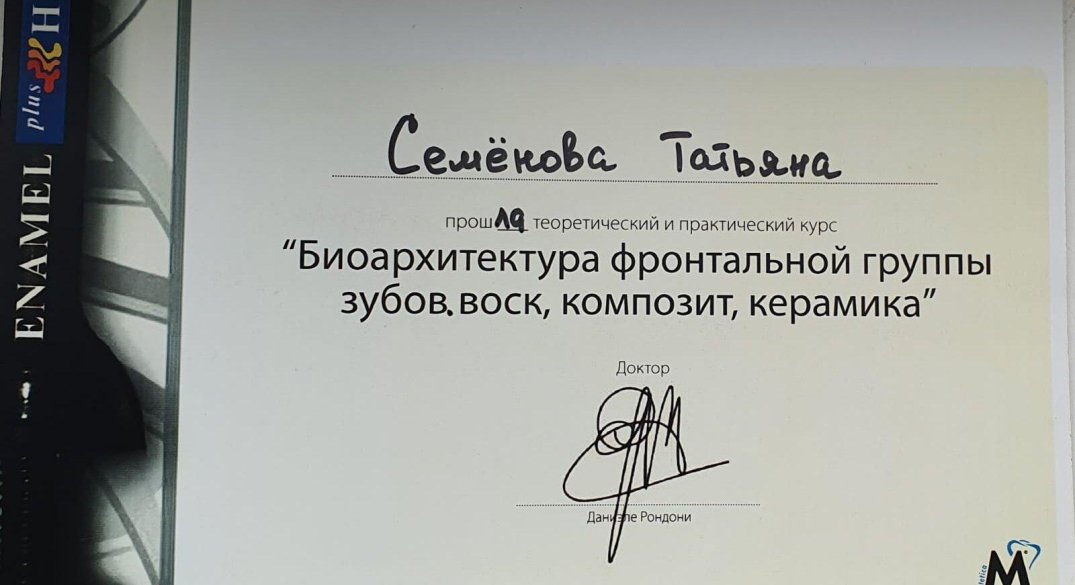 ENAMEL plus H
Семёнова Татьяна
прошла теоретический и практический курс
“Биоархитектура фронтальной группы
зубов. воск, композит, керамика”
Доктор
Даниэле Рондони
M